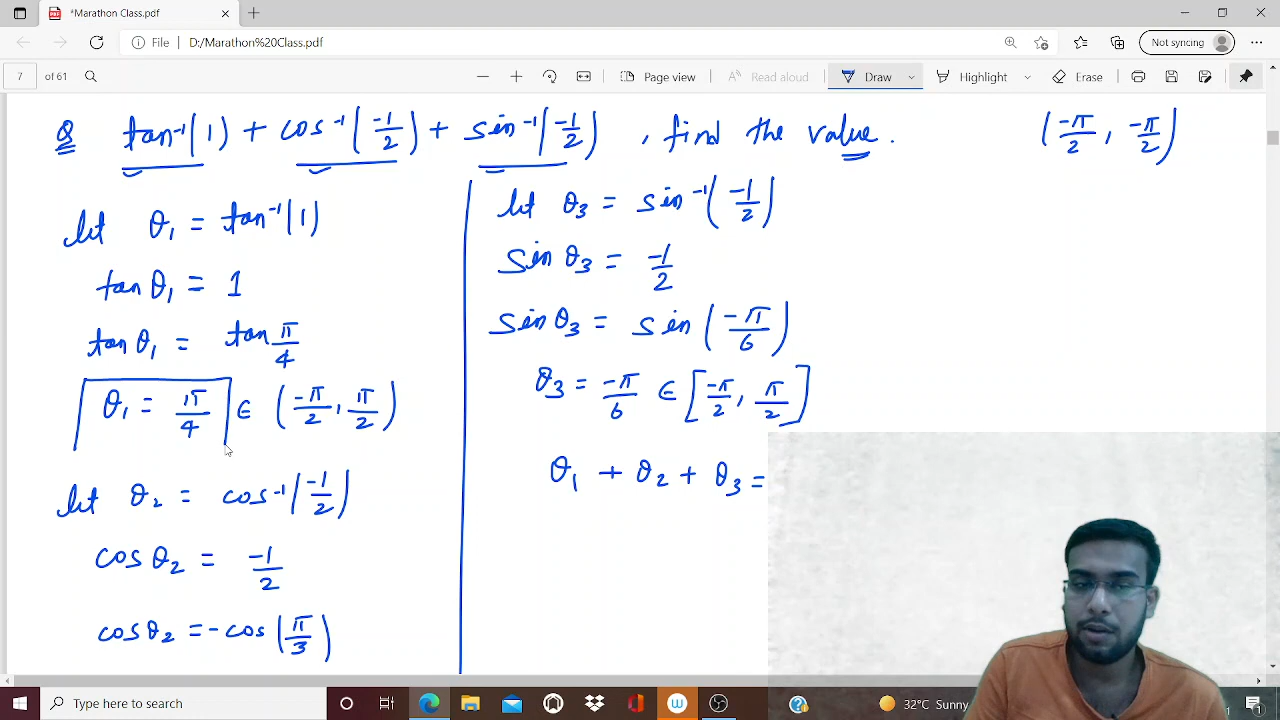 *Marathon Class.pdf
File D:/Marathon%20Class.pdf Not syncing
7 of 61 Page view Read aloud Draw Highlight Erase
Q tan⁻¹(1) + cos⁻¹(-1/2) + sin⁻¹(-1/2), find the value. (-π/2, -π/2)
let θ₁ = tan⁻¹(1)
tan θ₁ = 1
tan θ₁ = tan π/4
θ₁ = π/4 ∈ (-π/2, π/2)
let θ₂ = cos⁻¹(-1/2)
cos θ₂ = -1/2
cos θ₂ = -cos(π/3)
let θ₃ = sin⁻¹(-1/2)
sin θ₃ = -1/2
sin θ₃ = sin(-π/6)
θ₃ = -π/6 ∈ [-π/2, π/2]
θ₁ + θ₂ + θ₃ =
Type here to search 32°C Sunny